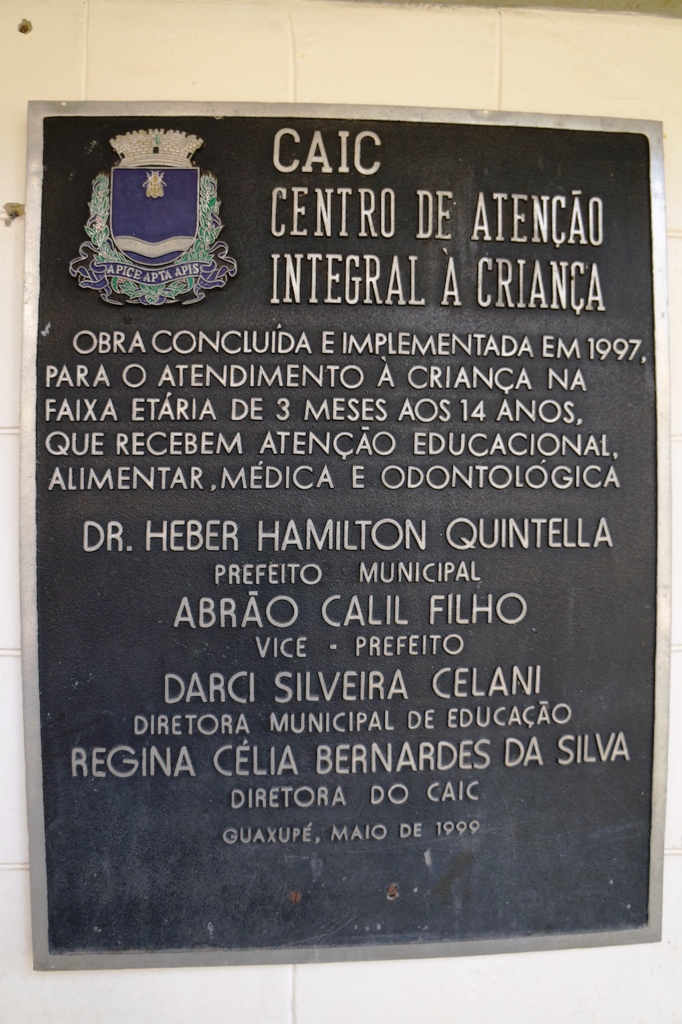 CAIC
CENTRO DE ATENÇÃO
INTEGRAL À CRIANÇA
APICE APTA APIS
OBRA CONCLUÍDA E IMPLEMENTADA EM 1997,
PARA O ATENDIMENTO À CRIANÇA NA
FAIXA ETÁRIA DE 3 MESES AOS 14 ANOS,
QUE RECEBEM ATENÇÃO EDUCACIONAL,
ALIMENTAR, MÉDICA E ODONTOLÓGICA
DR. HEBER HAMILTON QUINTELLA
PREFEITO MUNICIPAL
ABRÃO CALIL FILHO
VICE - PREFEITO
DARCI SILVEIRA CELANI
DIRETORA MUNICIPAL DE EDUCAÇÃO
REGINA CÉLIA BERNARDES DA SILVA
DIRETORA DO CAIC
GUAXUPÉ, MAIO DE 1999